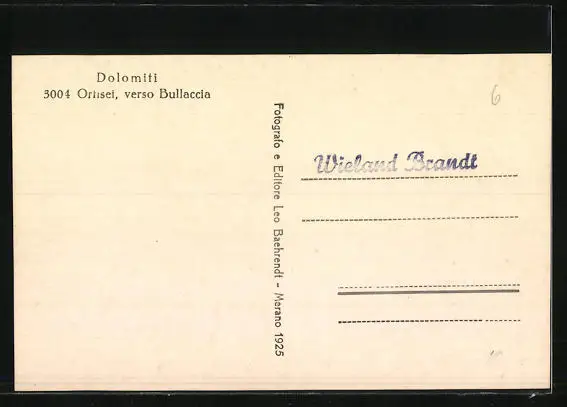 Dolomiti
3004 Ortisei, verso Bullaccia
Fotografo e Editore Leo Baehrendt - Merano 1925
Wieland Brandt
6